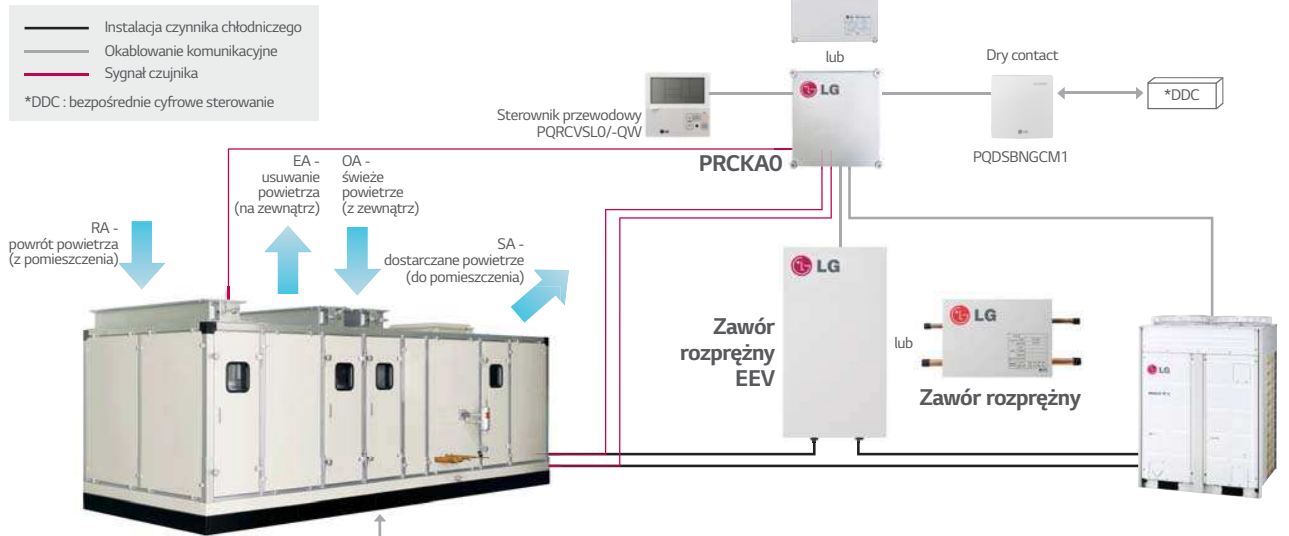 Instalacja czynnika chłodniczego
Okablowanie komunikacyjne
Sygnał czujnika
*DDC : bezpośrednie cyfrowe sterowanie
lub
Dry contact
LG
*DDC
Sterownik przewodowy
PQRCVSL0/-QW
PRCKA0
PQDSBNGCM1
EA -
usuwanie
powietrza
(na zewnątrz)
OA -
świeże
powietrze
(z zewnątrz)
RA -
powrót powietrza
(z pomieszczenia)
SA -
dostarczane powietrze
(do pomieszczenia)
LG
Zawór
rozprężny
EEV
lub
LG
Zawór rozprężny
LG